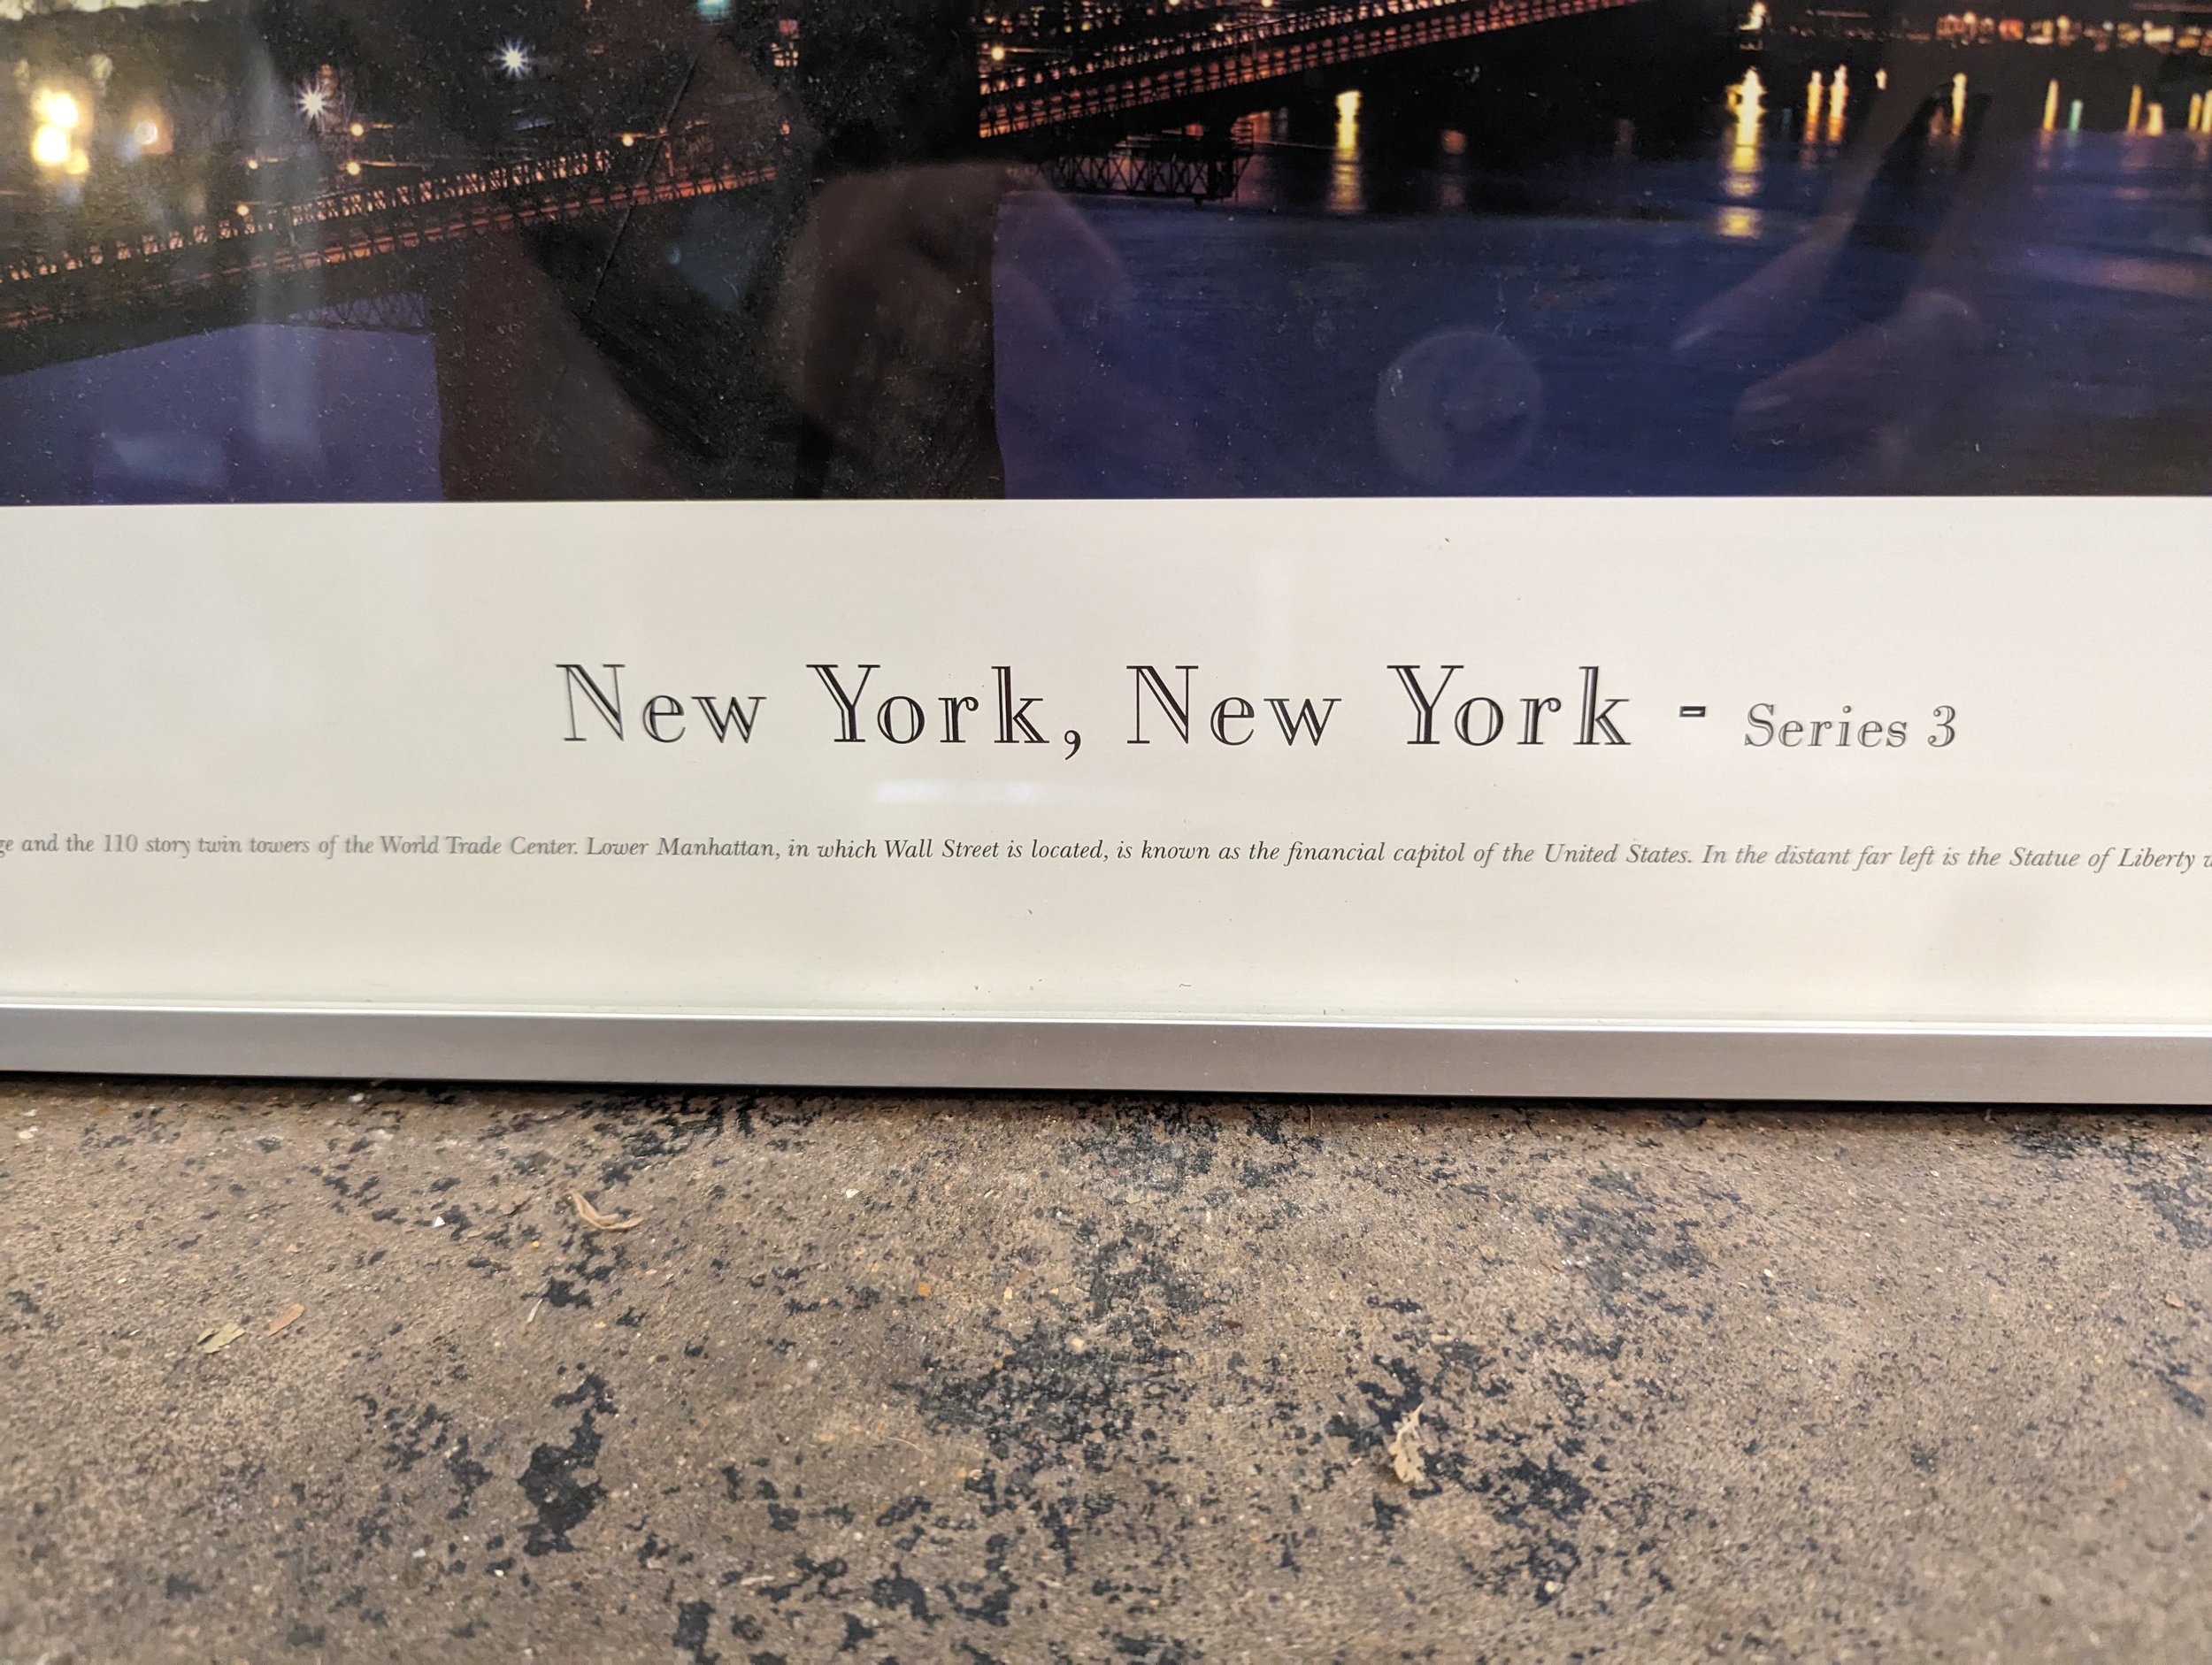 New York, New York - Series 3
and the 110 story twin towers of the World Trade Center. Lower Manhattan, in which Wall Street is located, is known as the financial capitol of the United States. In the distant far left is the Statue of Liberty